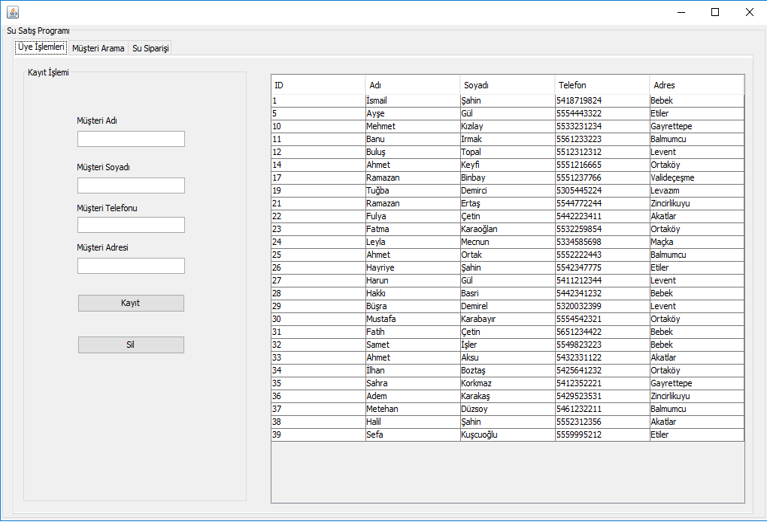 Su Satış Programı
Üye İşlemleri Müşteri Arama Su Siparişi
Kayıt İşlemi
Müşteri Adı
Müşteri Soyadı
Müşteri Telefonu
Müşteri Adresi
Kayıt
Sil
ID Adı Soyadı Telefon Adres
1 İsmail Şahin 5418719824 Bebek
5 Ayşe Gül 5554443322 Etiler
10 Mehmet Kızılay 5533231234 Gayrettepe
11 Banu Irmak 5561233223 Balmumcu
12 Buluş Topal 5512312312 Levent
14 Ahmet Keyfi 5551216665 Ortaköy
17 Ramazan Binbay 5551237766 Valideçeşme
19 Tuğba Demirci 5305445224 Levazım
21 Ramazan Ertaş 5544772244 Zincirlikuyu
22 Fulya Çetin 5442223411 Akatlar
23 Fatma Karaoğlan 5532259854 Ortaköy
24 Leyla Mecnun 5334585698 Maçka
25 Ahmet Ortak 5552222443 Balmumcu
26 Hayriye Şahin 5542347775 Etiler
27 Harun Gül 5411212344 Levent
28 Hakkı Basri 5442341232 Bebek
29 Büşra Demirel 5320032399 Levent
30 Mustafa Karabayır 5554542321 Ortaköy
31 Fatih Çetin 5651234422 Bebek
32 Samet İşler 5549823223 Bebek
33 Ahmet Aksu 5432331122 Akatlar
34 İlhan Boztaş 5425641232 Ortaköy
35 Sahra Korkmaz 5412352221 Gayrettepe
36 Adem Karakaş 5429523531 Zincirlikuyu
37 Metehan Düzsoy 5461232211 Balmumcu
38 Halil Şahin 5552312356 Akatlar
39 Sefa Kuşcuoğlu 5559995212 Etiler